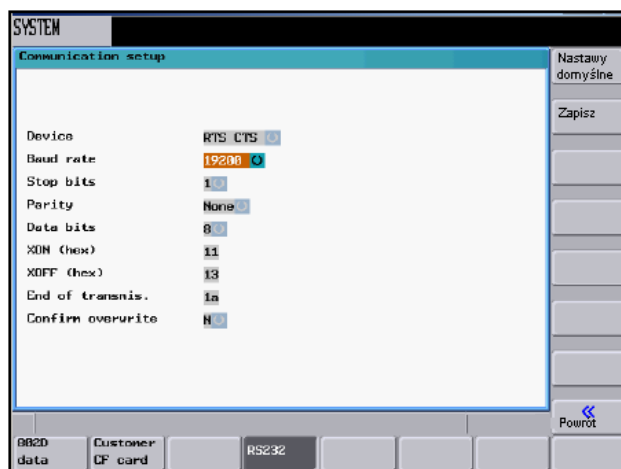 SYSTEM
Communication setup
Device RTS CTS
Baud rate 19200
Stop bits 1
Parity None
Data bits 8
XON (hex) 11
XOFF (hex) 13
End of transmis. 1a
Confirm overwrite N
Nastawy
domyślne
Zapisz
Powrót
802D
data
Customer
CF card
RS232